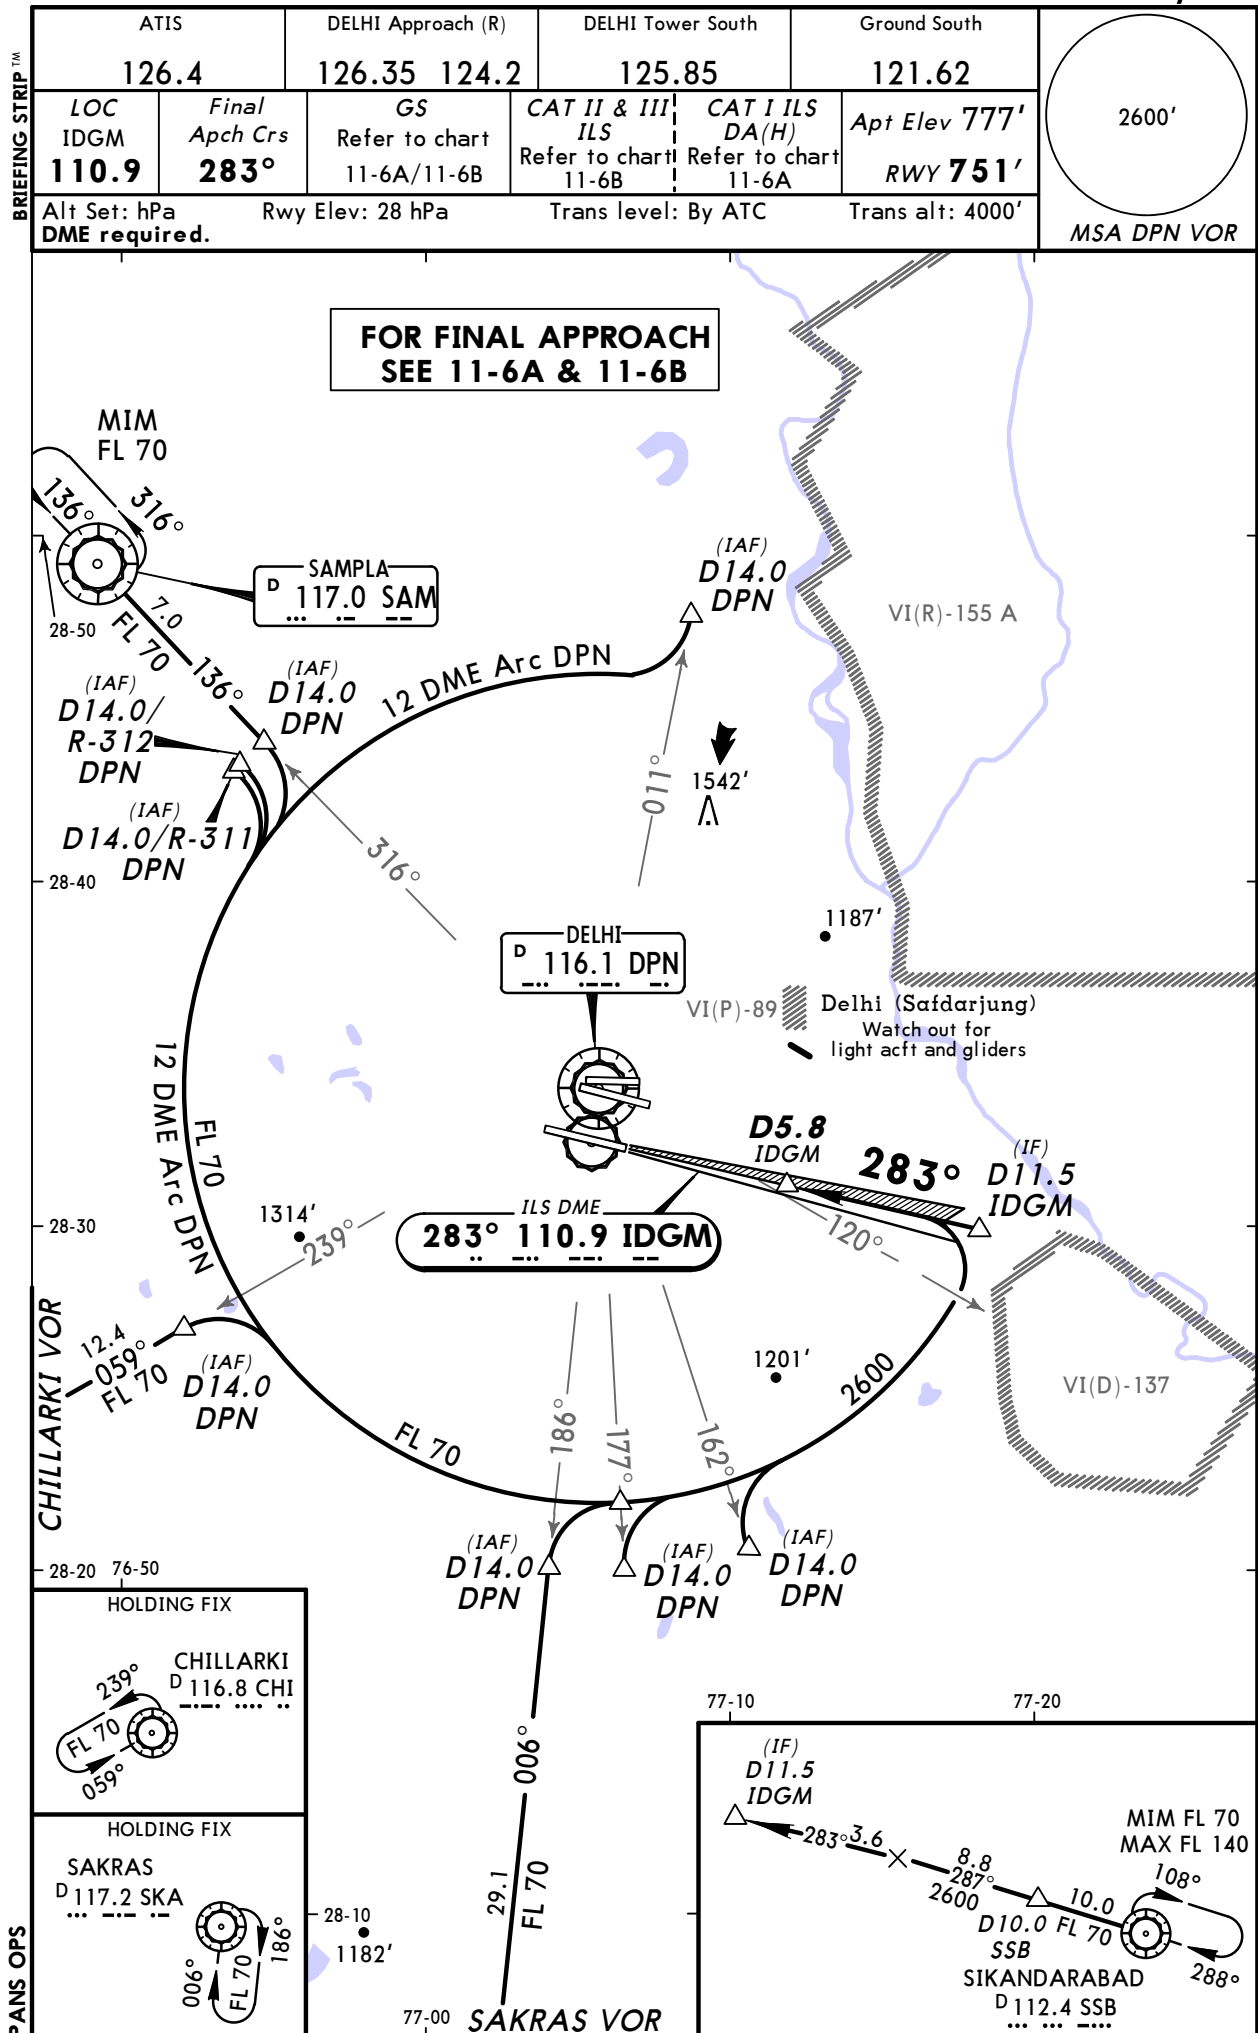 BRIEFING STRIP TM
ATIS
126.4
DELHI Approach (R)
126.35 124.2
DELHI Tower South
125.85
Ground South
121.62
LOC
IDGM
110.9
Final
Apch Crs
283°
GS
Refer to chart
11-6A/11-6B
CAT II & III
ILS
Refer to chart
11-6B
CAT I ILS
DA(H)
Refer to chart
11-6A
Apt Elev 777'
RWY 751'
2600'
MSA DPN VOR
Alt Set: hPa Rwy Elev: 28 hPa Trans level: By ATC Trans alt: 4000'
DME required.
FOR FINAL APPROACH
SEE 11-6A & 11-6B
MIM
FL 70
136°
316°
SAMPLA
D 117.0 SAM
28-50
7.0
FL 70
136°
(IAF)
D14.0
DPN
(IAF)
D14.0/
R-312
DPN
(IAF)
D14.0/R-311
DPN
12 DME Arc DPN
(IAF)
D14.0
DPN
VI(R)-155 A
011°
1542'
316°
28-40
1187'
DELHI
D 116.1 DPN
VI(P)-89
Delhi (Safdarjung)
Watch out for
light acft and gliders
12 DME Arc DPN
FL 70
D5.8
IDGM
283°
(IF)
D11.5
IDGM
120°
ILS DME
283° 110.9 IDGM
28-30
1314'
239°
CHILLARKI VOR
12.4
059°
FL 70
(IAF)
D14.0
DPN
1201'
2600
VI(D)-137
FL 70
186°
177°
162°
(IAF)
D14.0
DPN
(IAF)
D14.0
DPN
(IAF)
D14.0
DPN
28-20 76-50
HOLDING FIX
CHILLARKI
D 116.8 CHI
239°
FL 70
059°
HOLDING FIX
SAKRAS
D 117.2 SKA
006°
FL 70
186°
006°
29.1
FL 70
28-10
1182'
77-00
SAKRAS VOR
77-10
77-20
(IF)
D11.5
IDGM
283° 3.6
8.8
287°
2600
10.0
D10.0 FL 70
SSB
MIM FL 70
MAX FL 140
108°
288°
SIKANDARABAD
D 112.4 SSB
PANS OPS